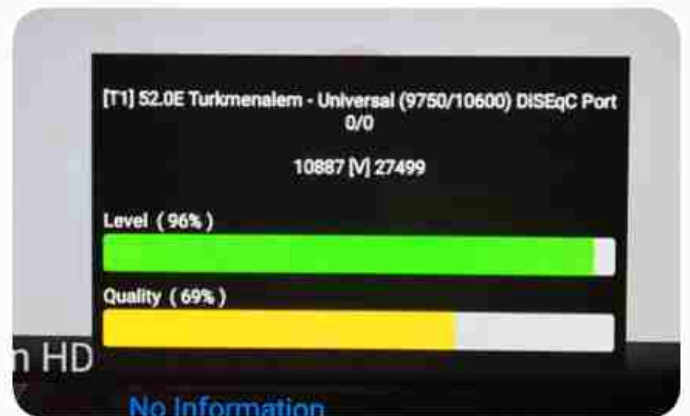 [T1] 52.0E Turkmenalem - Universal (9750/10600) DiSEqC Port
0/0
10887 [V] 27499
Level ( 96% )
Quality ( 69% )
n HD
No Information